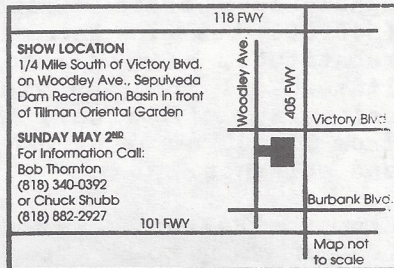 118 FWY
SHOW LOCATION
1/4 Mile South of Victory Blvd.
on Woodley Ave., Sepulveda
Dam Recreation Basin in front
of Tillman Oriental Garden
SUNDAY MAY 2ND
For Information Call:
Bob Thornton
(818) 340-0392
or Chuck Shubb
(818) 882-2927
Woodley Ave.
405 FWY
Victory Blvd.
Burbank Blvd.
101 FWY
Map not
to scale